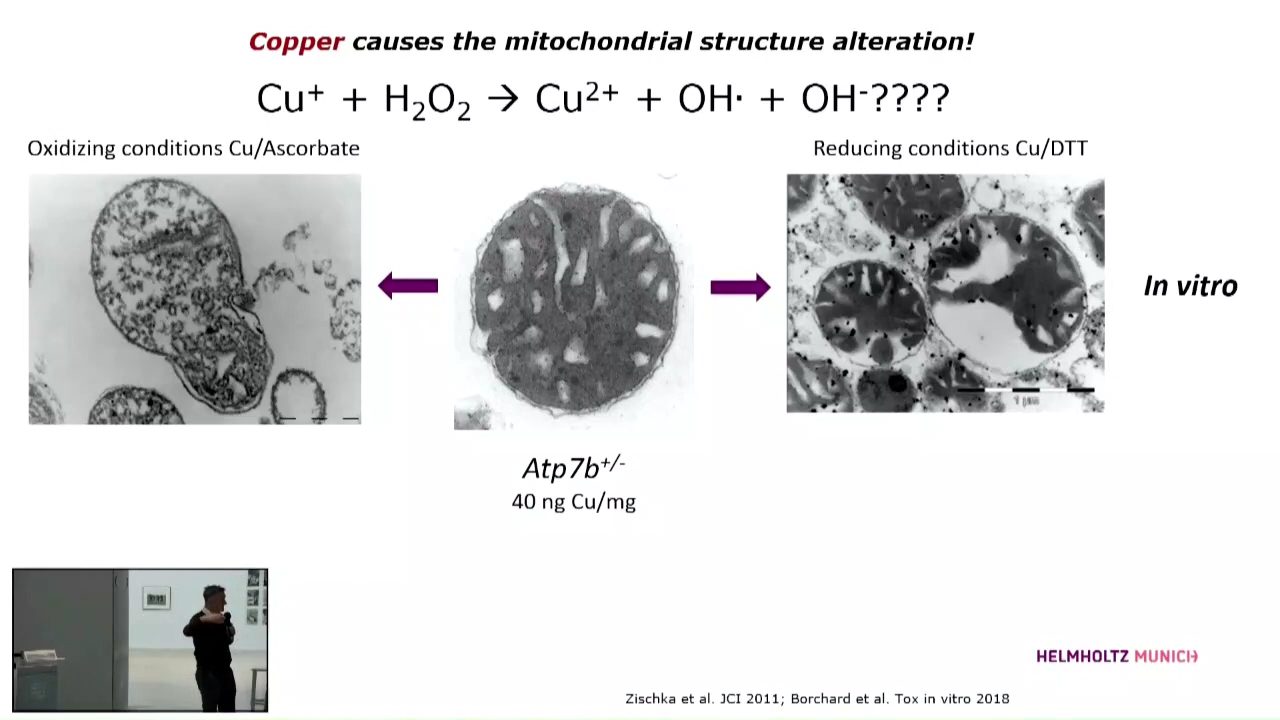 Copper causes the mitochondrial structure alteration!
Cu⁺ + H₂O₂ → Cu²⁺ + OH· + OH⁻????
Oxidizing conditions Cu/Ascorbate
Reducing conditions Cu/DTT
In vitro
1 µm
Atp7b⁺/⁻
40 ng Cu/mg
HELMHOLTZ MUNICH
Zischka et al. JCI 2011; Borchard et al. Tox in vitro 2018